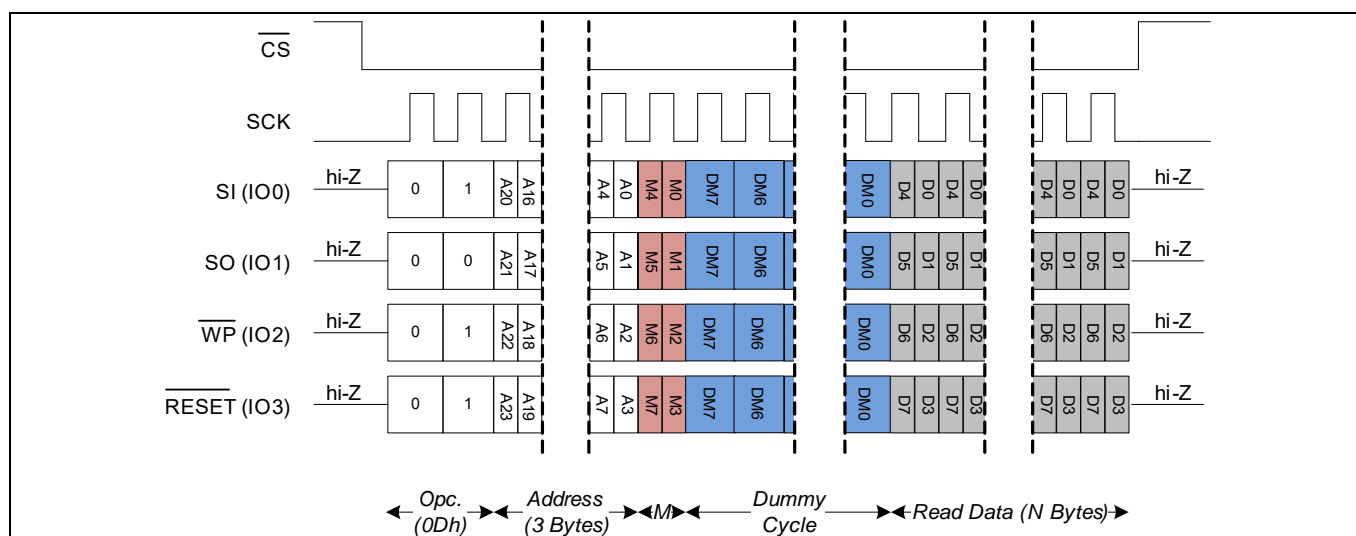 CS
SCK
SI (IO0) hi-Z 0 1 A20 A16 A4 A0 M4 M0 DM7 DM6 DM0 D4 D0 D4 D0 D4 D0 D4 D0 hi-Z
SO (IO1) hi-Z 0 0 A21 A17 A5 A1 M5 M1 DM7 DM6 DM0 D5 D1 D5 D1 D5 D1 D5 D1 hi-Z
WP (IO2) hi-Z 0 1 A22 A18 A6 A2 M6 M2 DM7 DM6 DM0 D6 D2 D6 D2 D6 D2 D6 D2 hi-Z
RESET (IO3) hi-Z 0 1 A23 A19 A7 A3 M7 M3 DM7 DM6 DM0 D7 D3 D7 D3 D7 D3 D7 D3 hi-Z
Opc. Address M Dummy Read Data (N Bytes)
(0Dh) (3 Bytes) Cycle